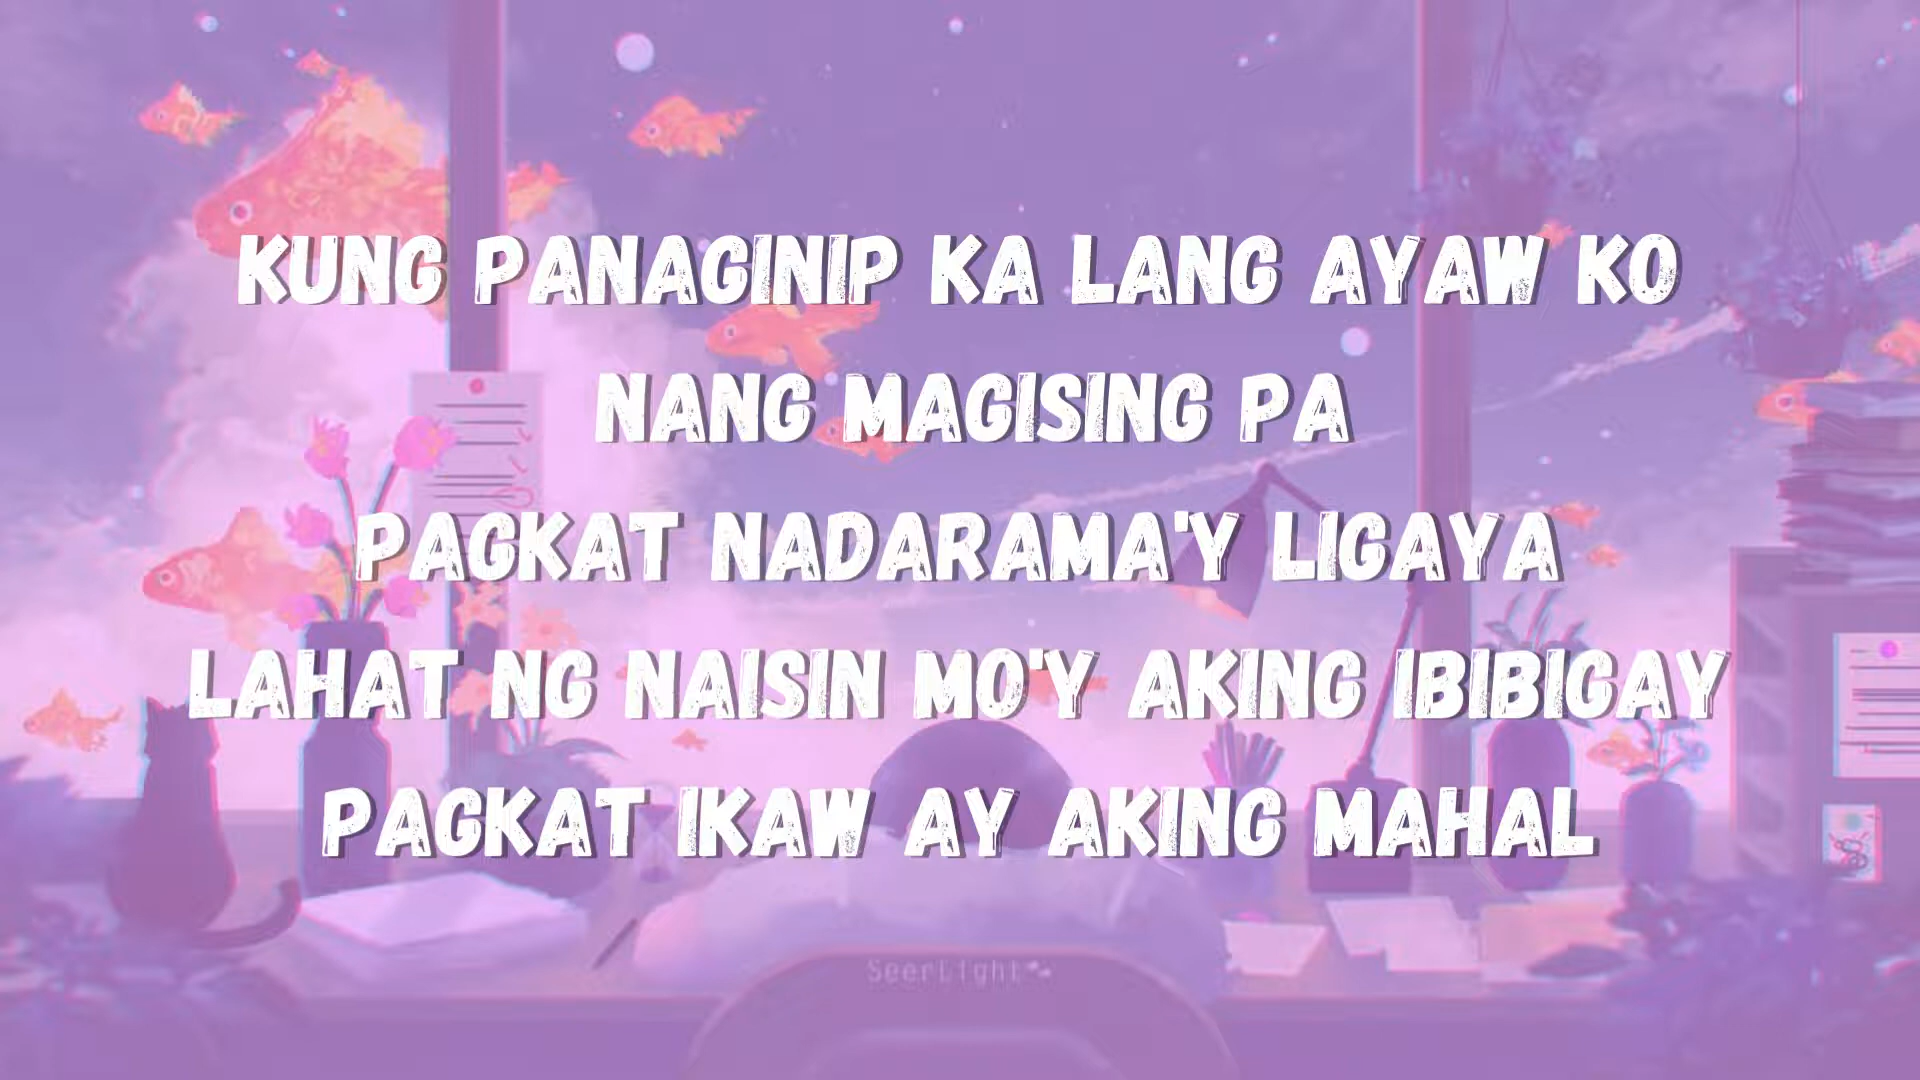 KUNG PANAGINIP KA LANG AYAW KO
NANG MAGISING PA
PAGKAT NADARAMA'Y LIGAYA
LAHAT NG NAISIN MO'Y AKING IBIBIGAY
PAGKAT IKAW AY AKING MAHAL
SeerLight